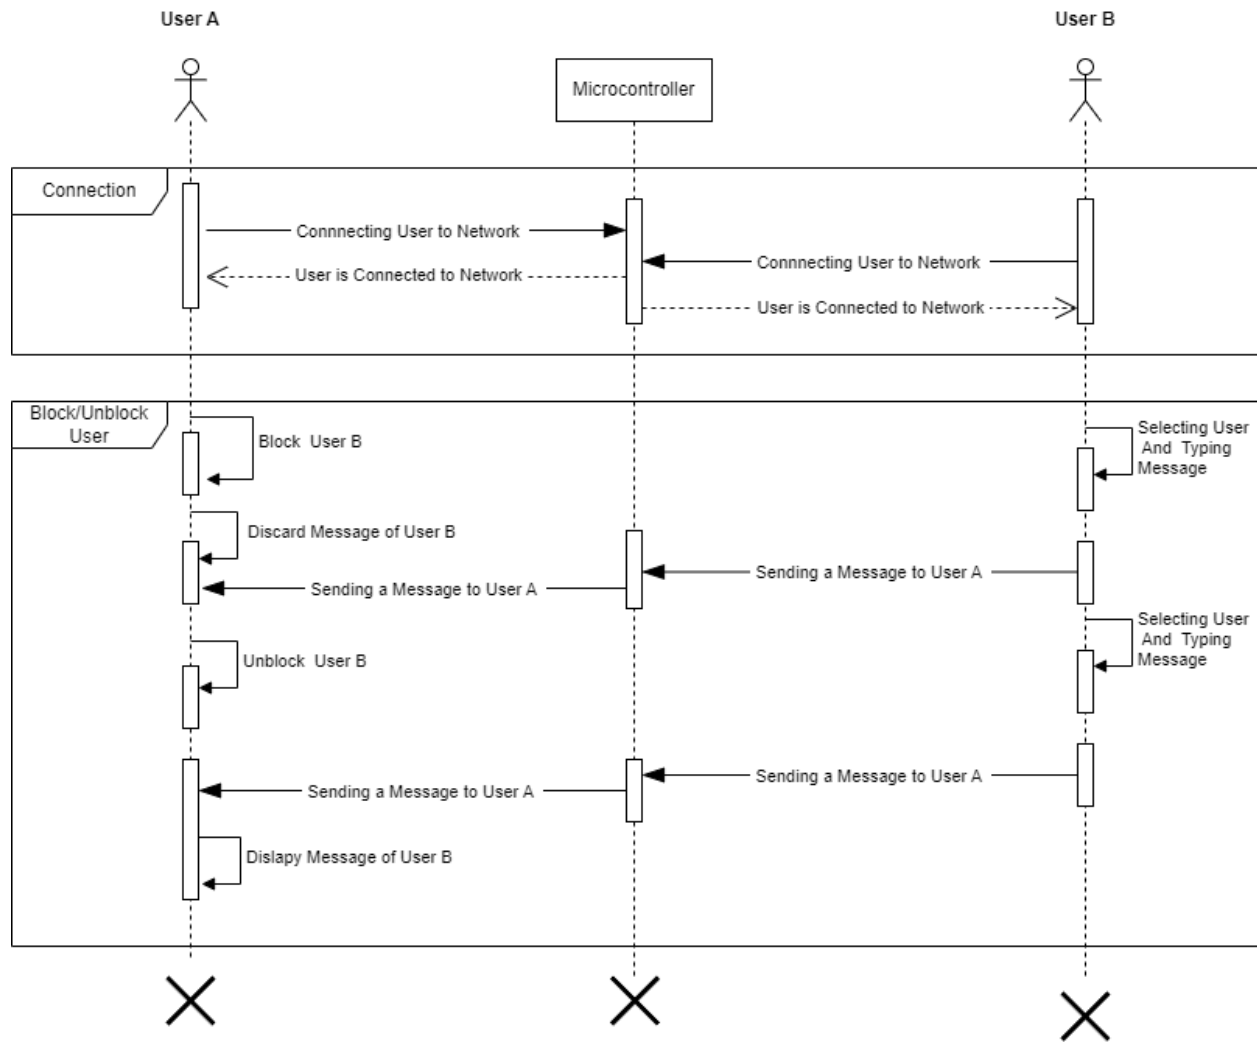 User A
User B
Microcontroller
Connection
Connnecting User to Network
Connnecting User to Network
User is Connected to Network
User is Connected to Network
Block/Unblock
User
Block  User B
Selecting User
And  Typing
Message
Discard Message of User B
Sending a Message to User A
Sending a Message to User A
Selecting User
And  Typing
Message
Unblock  User B
Sending a Message to User A
Sending a Message to User A
Dislapy Message of User B